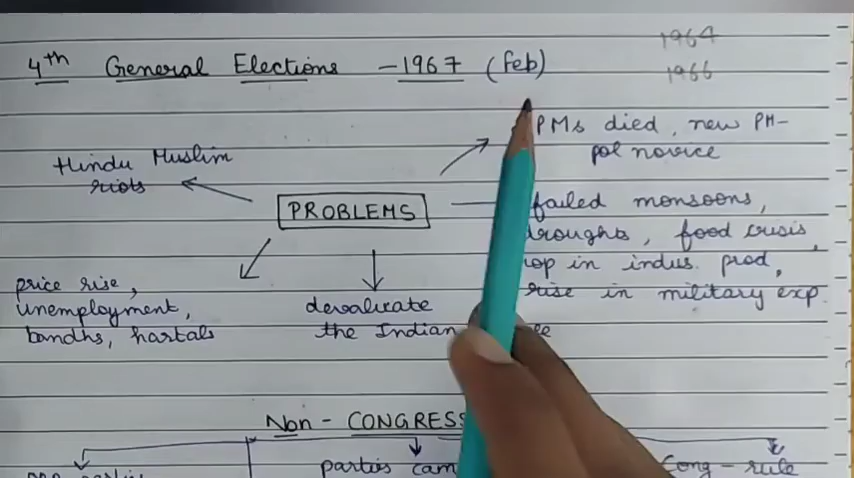 1964
4th General Elections - 1967 (Feb)
1966
PMs died, new PM-
pol novice
Hindu Muslim
riots
PROBLEMS
failed monsoons,
droughts, food crisis,
in indus. prod,
rise in military exp.
price rise,
unemployment,
bandhs, hartals
devaluate
the Indian
Non - CONGRESS
parties
Cong - rule